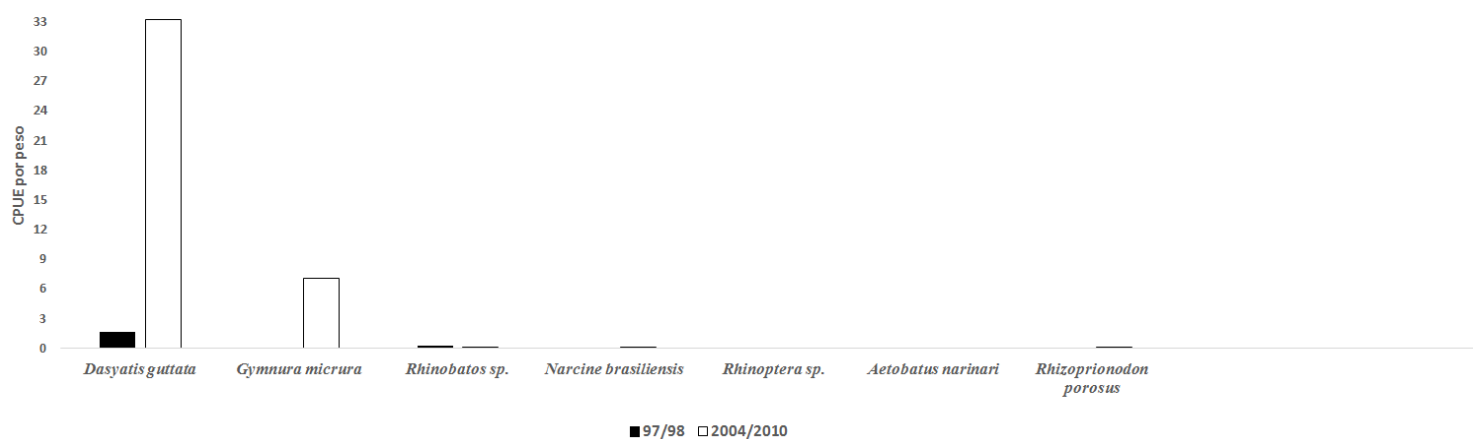 33
30
27
24
21
18
15
12
9
6
3
0
CPUE por peso
Dasyatis guttata
Gymnura micrura
Rhinobatos sp.
Narcine brasiliensis
Rhinoptera sp.
Aetobatus narinari
Rhizoprionodon
porosus
97/98
2004/2010